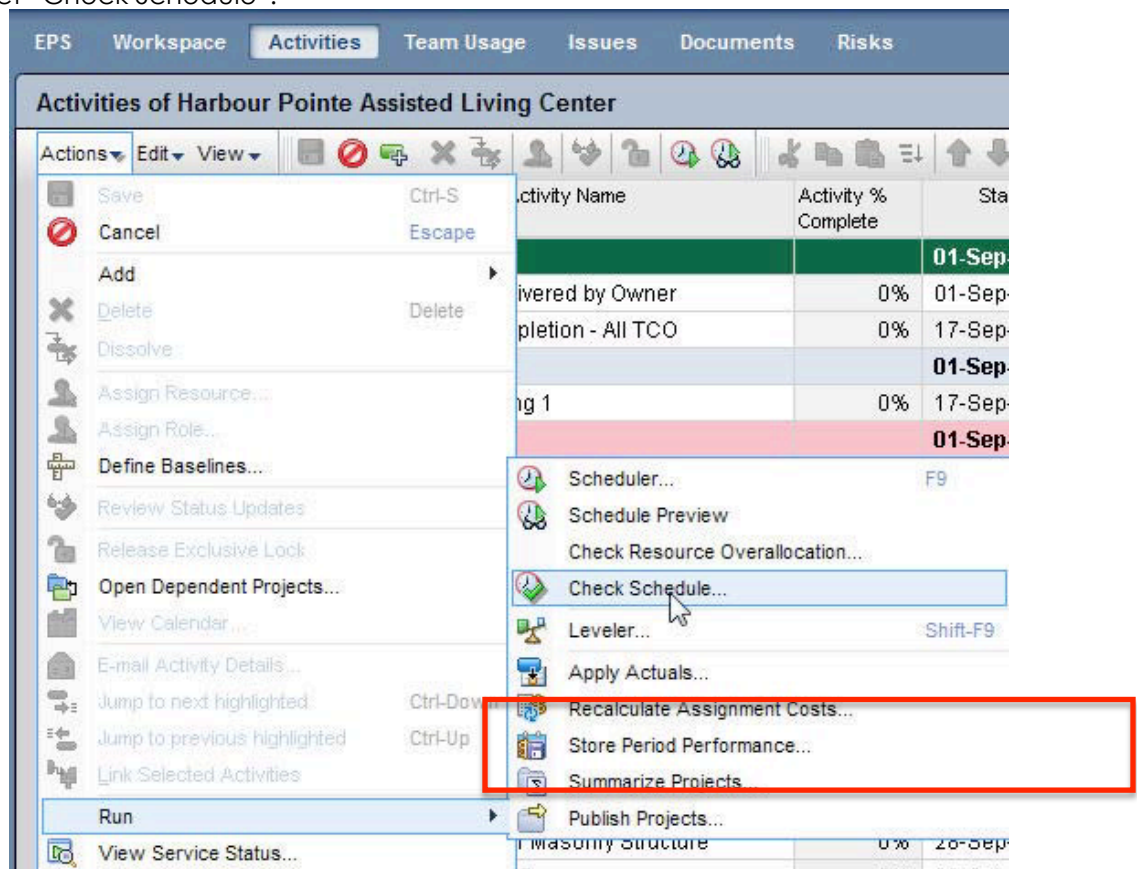 "Check Schedule".
EPS Workspace Activities Team Usage Issues Documents Risks
Activities of Harbour Pointe Assisted Living Center
Actions Edit View
Activity Name Activity % Complete
Save Ctrl-S
Cancel Escape
Add
Delete Delete
Dissolve
Assign Resource...
Assign Role...
Define Baselines...
Review Status Updates
Release Exclusive Lock
Open Dependent Projects...
View Calendar...
E-mail Activity Details...
Jump to next highlighted Ctrl-Down
Jump to previous highlighted Ctrl-Up
Link Selected Activities
Run
View Service Status...
01-Sep-
ivered by Owner 0% 01-Sep-
pletion - All TCO 0% 17-Sep-
01-Sep-
ng 1 0% 17-Sep-
01-Sep-
Scheduler... F9
Schedule Preview
Check Resource Overallocation...
Check Schedule...
Leveler... Shift-F9
Apply Actuals...
Recalculate Assignment Costs...
Store Period Performance...
Summarize Projects...
Publish Projects...
Masonry Structure 0% 28-Sep-